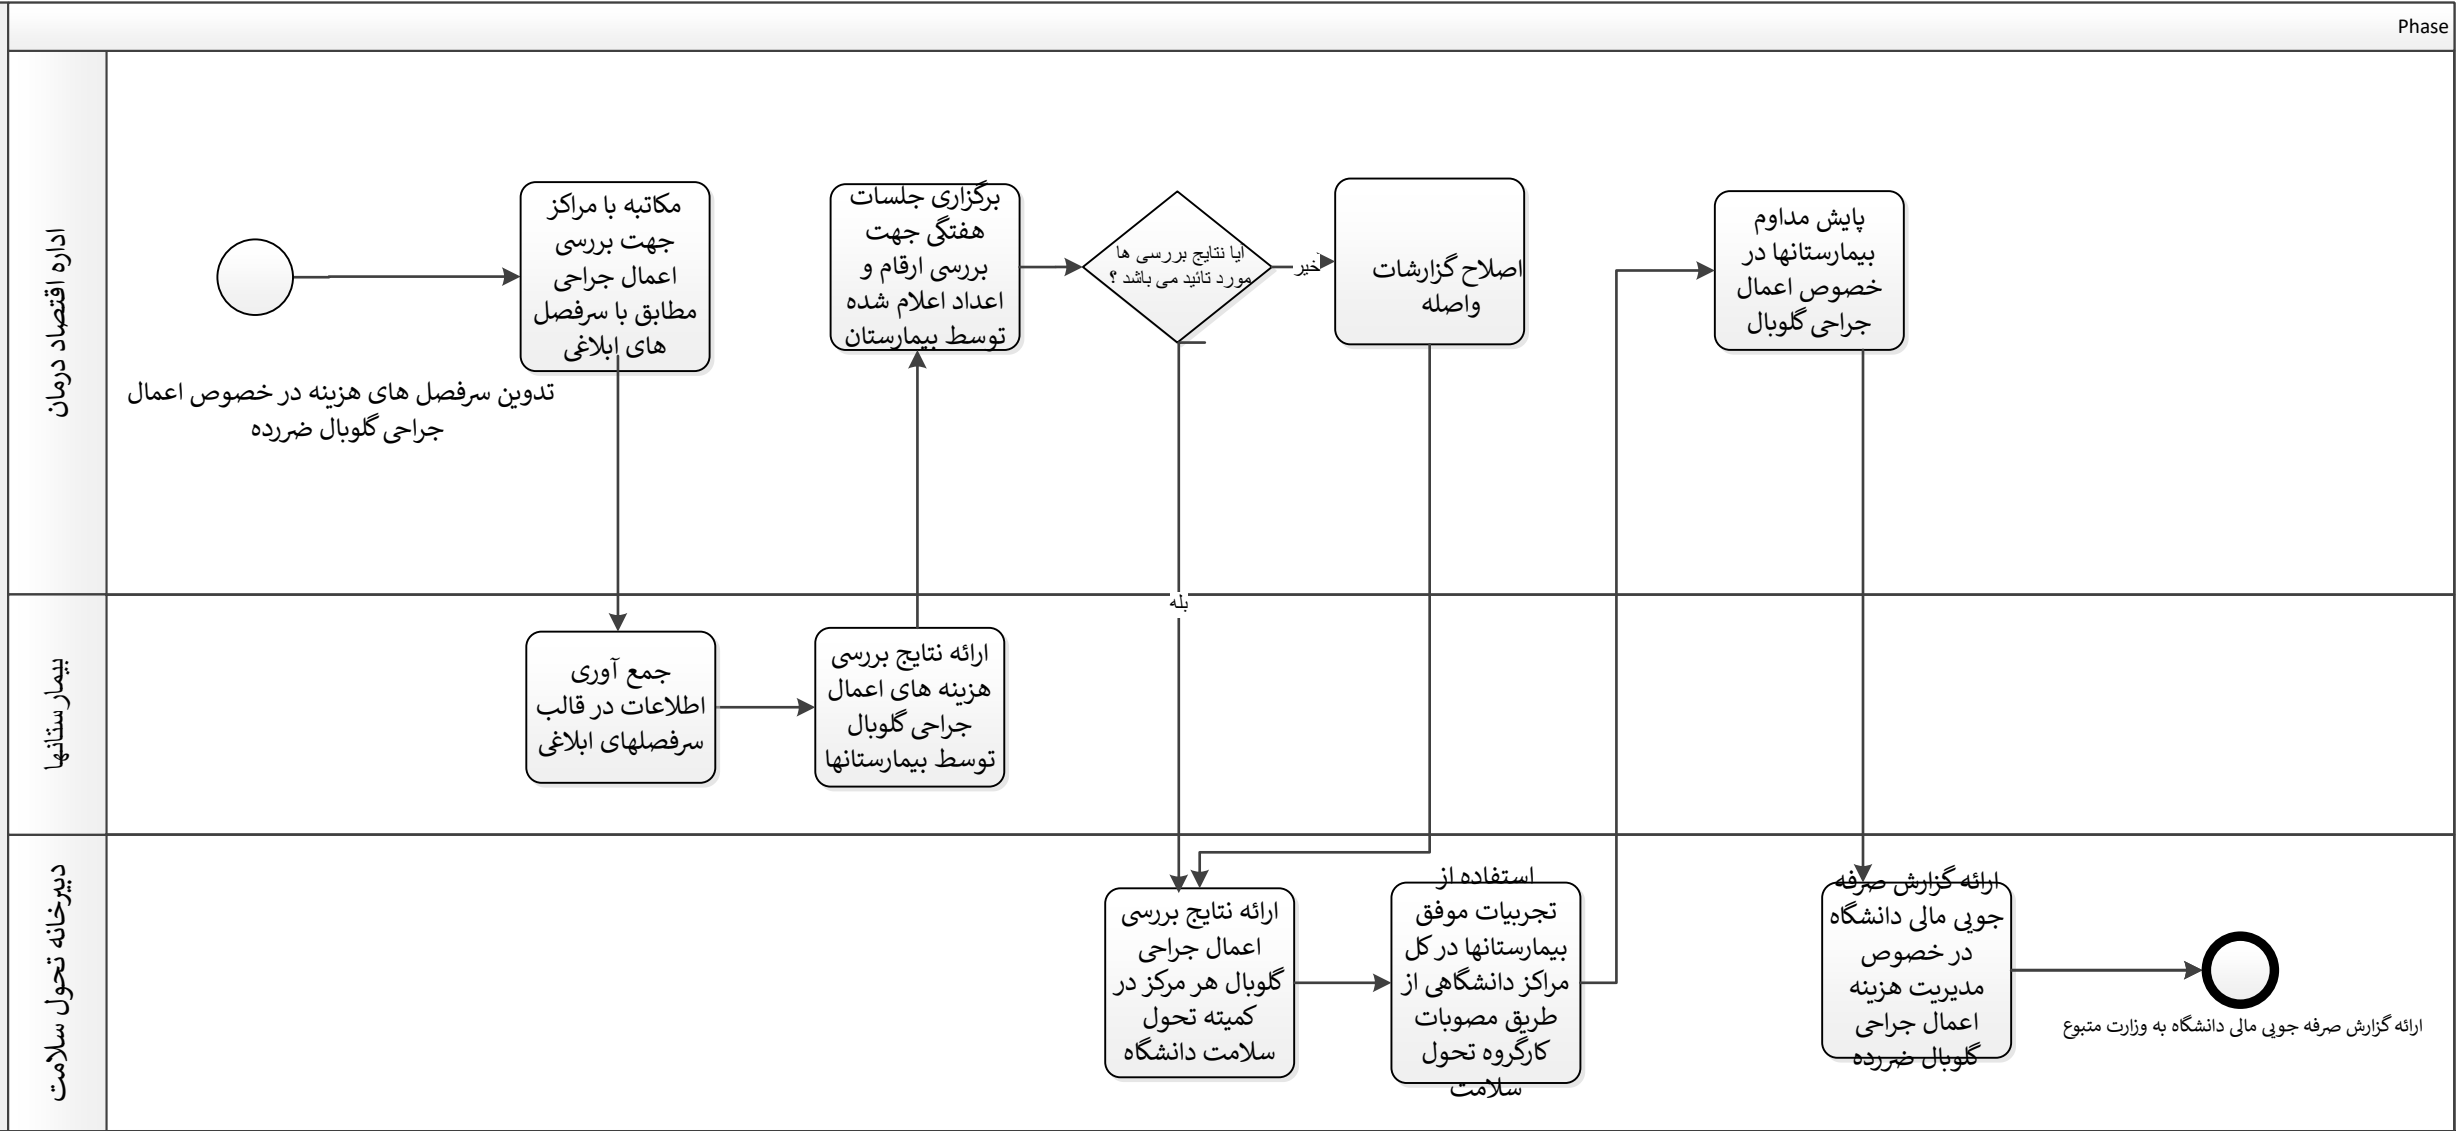 Phase
اداره اقتصاد درمان
تدوین سرفصل های هزینه در خصوص اعمال
جراحی گلوبال ضررده
مکاتبه با مراکز
جهت بررسی
اعمال جراحی
مطابق با سرفصل
های ابلاغی
برگزاری جلسات
هفتگی جهت
بررسی ارقام و
اعداد اعلام شده
توسط بیمارستان
ایا نتایج بررسی ها
مورد تائید می باشد ؟
خیر
اصلاح گزارشات
واصله
پایش مداوم
بیمارستانها در
خصوص اعمال
جراحی گلوبال
بله
بیمارستانها
جمع آوری
اطلاعات در قالب
سرفصلهای ابلاغی
ارائه نتایج بررسی
هزینه های اعمال
جراحی گلوبال
توسط بیمارستانها
دبیرخانه تحول سلامت
ارائه نتایج بررسی
اعمال جراحی
گلوبال هر مرکز در
کمیته تحول
سلامت دانشگاه
استفاده از
تجربیات موفق
بیمارستانها در کل
مراکز دانشگاهی از
طریق مصوبات
کارگروه تحول
سلامت
ارائه گزارش صرفه
جویی مالی دانشگاه
در خصوص
مدیریت هزینه
اعمال جراحی
گلوبال ضررده
ارائه گزارش صرفه جویی مالی دانشگاه به وزارت متبوع